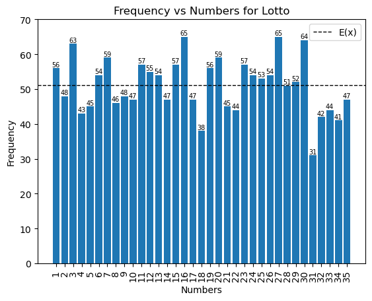 Frequency vs Numbers for Lotto
E(x)
Frequency
70
60
50
40
30
20
10
0
56 48 63 43 45 54 59 46 48 47 57 55 54 47 57 65 47 38 56 59 45 44 57 54 53 54 65 51 52 64 31 42 44 41 47
1 2 3 4 5 6 7 8 9 10 11 12 13 14 15 16 17 18 19 20 21 22 23 24 25 26 27 28 29 30 31 32 33 34 35
Numbers